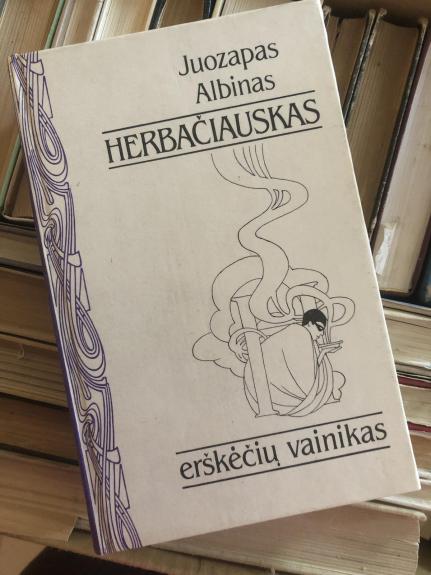 Juozapas
Albinas
HERBAČIAUSKAS
erškėčių vainikas